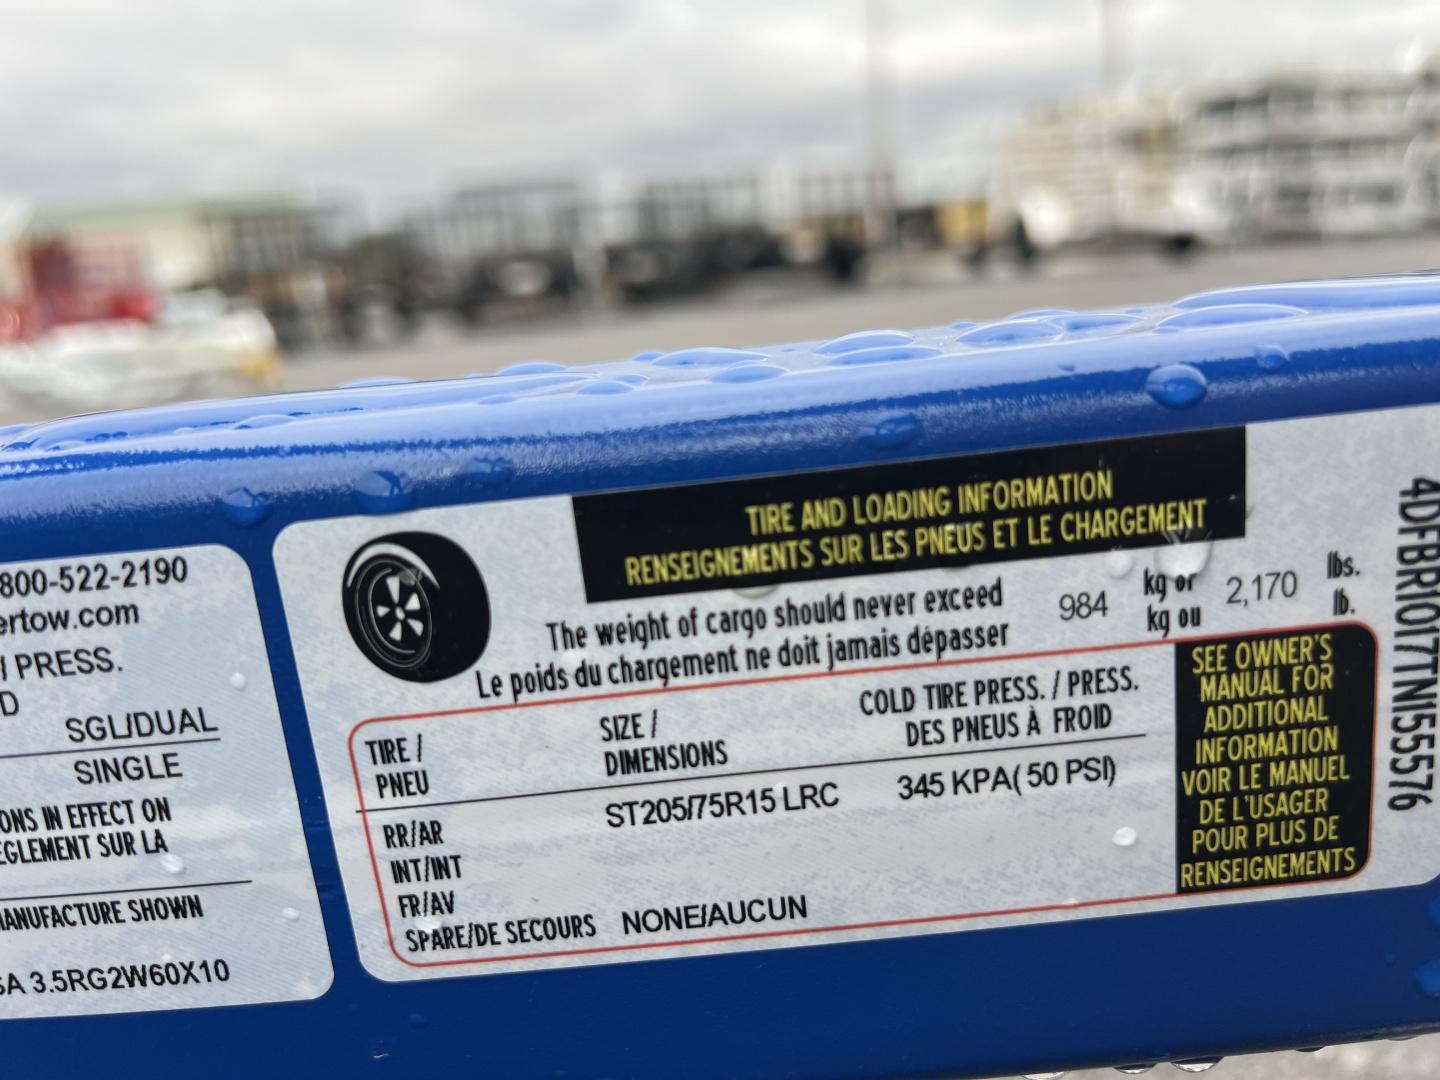 800-522-2190
ertow.com
/ PRESS.
D
SGL/DUAL
SINGLE
ONS IN EFFECT ON
ÈGLEMENT SUR LA
MANUFACTURE SHOWN
SA 3.5RG2W60X10
TIRE AND LOADING INFORMATION
RENSEIGNEMENTS SUR LES PNEUS ET LE CHARGEMENT
The weight of cargo should never exceed 984 kg or 2,170 lbs.
Le poids du chargement ne doit jamais dépasser kg ou lb.
TIRE / SIZE / COLD TIRE PRESS. / PRESS.
PNEU DIMENSIONS DES PNEUS À FROID
RR/AR ST205/75R15 LRC 345 KPA( 50 PSI)
INT/INT
FR/AV
SPARE/DE SECOURS NONE/AUCUN
SEE OWNER'S
MANUAL FOR
ADDITIONAL
INFORMATION
VOIR LE MANUEL
DE L'USAGER
POUR PLUS DE
RENSEIGNEMENTS
4DFBR1017TN155576